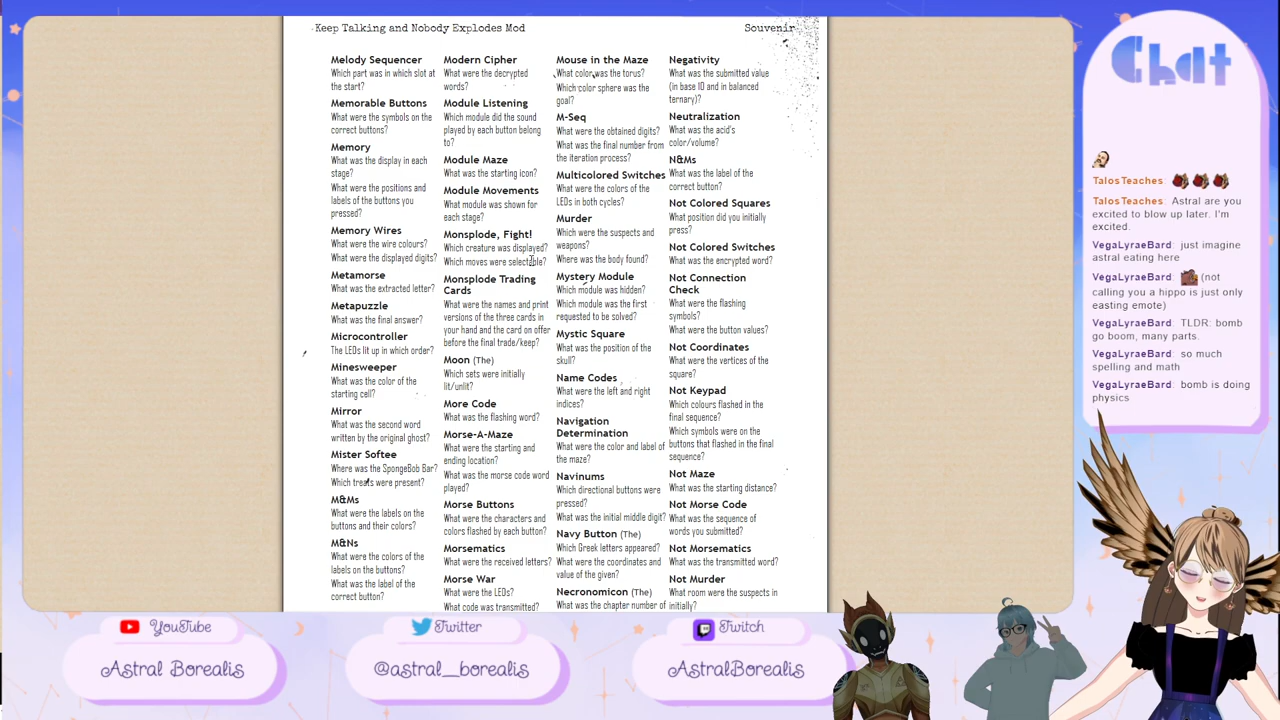 Keep Talking and Nobody Explodes Mod
Souvenir
Melody Sequencer
Which part was in which slot at
the start?
Memorable Buttons
What were the symbols on the
correct buttons?
Memory
What was the display in each
stage?
What were the positions and
labels of the buttons you
pressed?
Memory Wires
What were the wire colours?
What were the displayed digits?
Metamorse
What was the extracted letter?
Metapuzzle
What was the final answer?
Microcontroller
The LEDs lit up in which order?
Minesweeper
What was the color of the
starting cell?
Mirror
What was the second word
written by the original ghost?
Mister Softee
Where was the SpongeBob Bar?
Which treats were present?
M&Ms
What were the labels on the
buttons and their colors?
M&Ns
What were the colors of the
labels on the buttons?
What was the label of the
correct button?
Modern Cipher
What were the decrypted
words?
Module Listening
Which module did the sound
played by each button belong
to?
Module Maze
What was the starting icon?
Module Movements
What module was shown for
each stage?
Monsplode, Fight!
Which creature was displayed?
Which moves were selectable?
Monsplode Trading
Cards
What were the names and print
versions of the three cards in
your hand and the card on offer
before the final trade/keep?
Moon (The)
Which sets were initially
lit/unlit?
More Code
What was the flashing word?
Morse-A-Maze
What were the starting and
ending location?
What was the morse code word
played?
Morse Buttons
What were the characters and
colors flashed by each button?
Morsematics
What were the received letters?
Morse War
What were the LEDs?
What code was transmitted?
Mouse in the Maze
What color was the torus?
Which color sphere was the
goal?
M-Seq
What were the obtained digits?
What was the final number from
the iteration process?
Multicolored Switches
What were the colors of the
LEDs in both cycles?
Murder
Which were the suspects and
weapons?
Where was the body found?
Mystery Module
Which module was hidden?
Which module was the first
requested to be solved?
Mystic Square
What was the position of the
skull?
Name Codes
What were the left and right
indices?
Navigation
Determination
What were the color and label of
the maze?
Navinums
Which directional buttons were
pressed?
What was the initial middle digit?
Navy Button (The)
Which Greek letters appeared?
What were the coordinates and
value of the given?
Necronomicon (The)
What was the chapter number of
Negativity
What was the submitted value
(in base 10 and in balanced
ternary)?
Neutralization
What was the acid's
color/volume?
N&Ms
What was the label of the
correct button?
Not Colored Squares
What position did you initially
press?
Not Colored Switches
What was the encrypted word?
Not Connection
Check
What were the flashing
symbols?
What were the button values?
Not Coordinates
What were the vertices of the
square?
Not Keypad
Which colours flashed in the
final sequence?
Which symbols were on the
buttons that flashed in the final
sequence?
Not Maze
What was the starting distance?
Not Morse Code
What was the sequence of
words you submitted?
Not Morsematics
What was the transmitted word?
Not Murder
What room were the suspects in
initially?
Chat
TalosTeaches:
TalosTeaches: Astral are you
excited to blow up later. I'm
excited.
VegaLyraeBard: just imagine
astral eating here
VegaLyraeBard: (not
calling you a hippo is just only
easting emote)
VegaLyraeBard: TLDR: bomb
go boom, many parts.
VegaLyraeBard: so much
spelling and math
VegaLyraeBard: bomb is doing
physics
YouTube
Astral Borealis
Twitter
@astral_borealis
Twitch
AstralBorealis